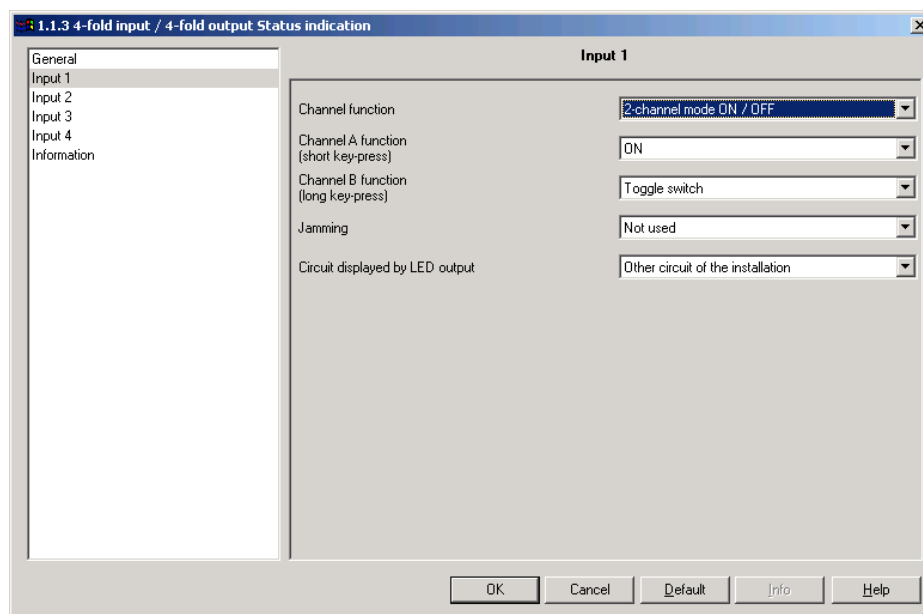 1.1.3 4-fold input / 4-fold output Status indication
General
Input 1
Input 2
Input 3
Input 4
Information
Input 1
Channel function
2-channel mode ON / OFF
Channel A function
(short key-press)
ON
Channel B function
(long key-press)
Toggle switch
Jamming
Not used
Circuit displayed by LED output
Other circuit of the installation
OK
Cancel
Default
Info
Help